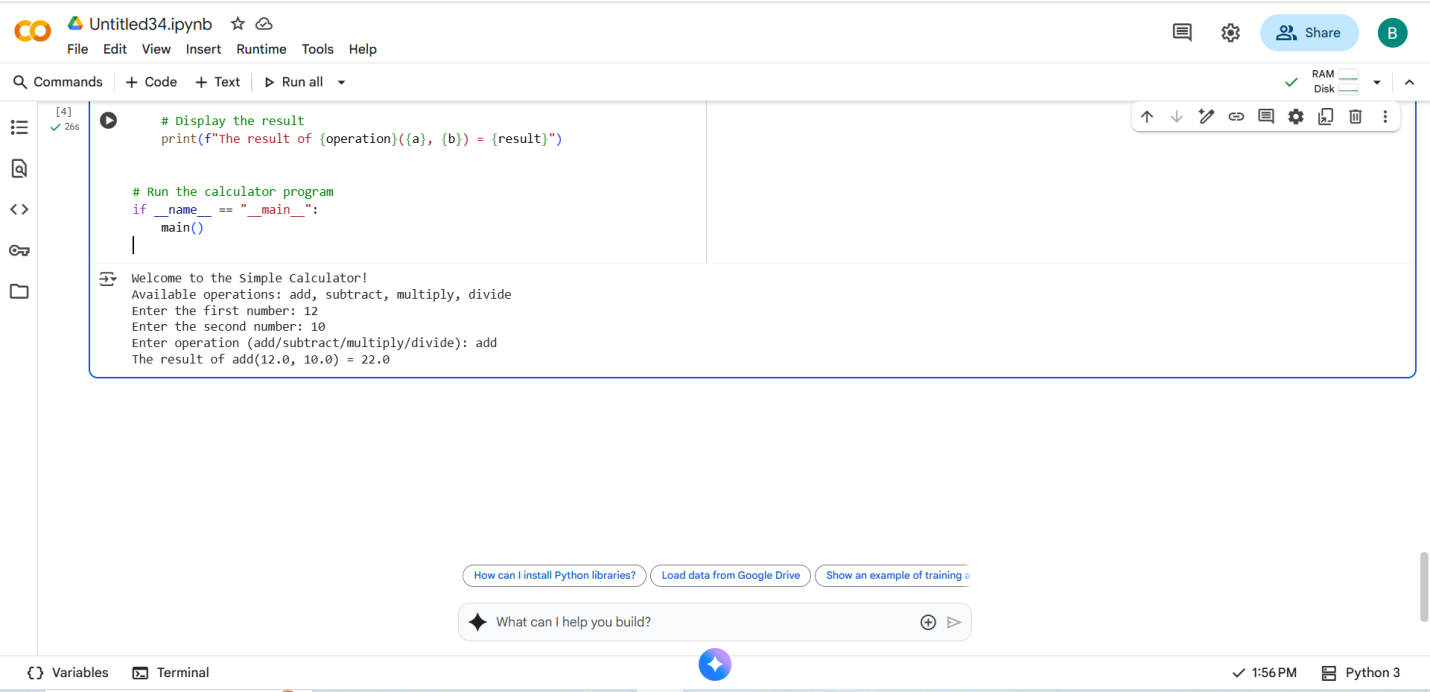 Untitled34.ipynb
File Edit View Insert Runtime Tools Help
Share
B
Commands + Code + Text Run all
RAM
Disk
[4]
26s
# Display the result
print(f"The result of {operation}({a}, {b}) = {result}")
# Run the calculator program
if __name__ == "__main__":
main()
Welcome to the Simple Calculator!
Available operations: add, subtract, multiply, divide
Enter the first number: 12
Enter the second number: 10
Enter operation (add/subtract/multiply/divide): add
The result of add(12.0, 10.0) = 22.0
How can I install Python libraries? Load data from Google Drive Show an example of training a
What can I help you build?
{} Variables Terminal
1:56 PM Python 3